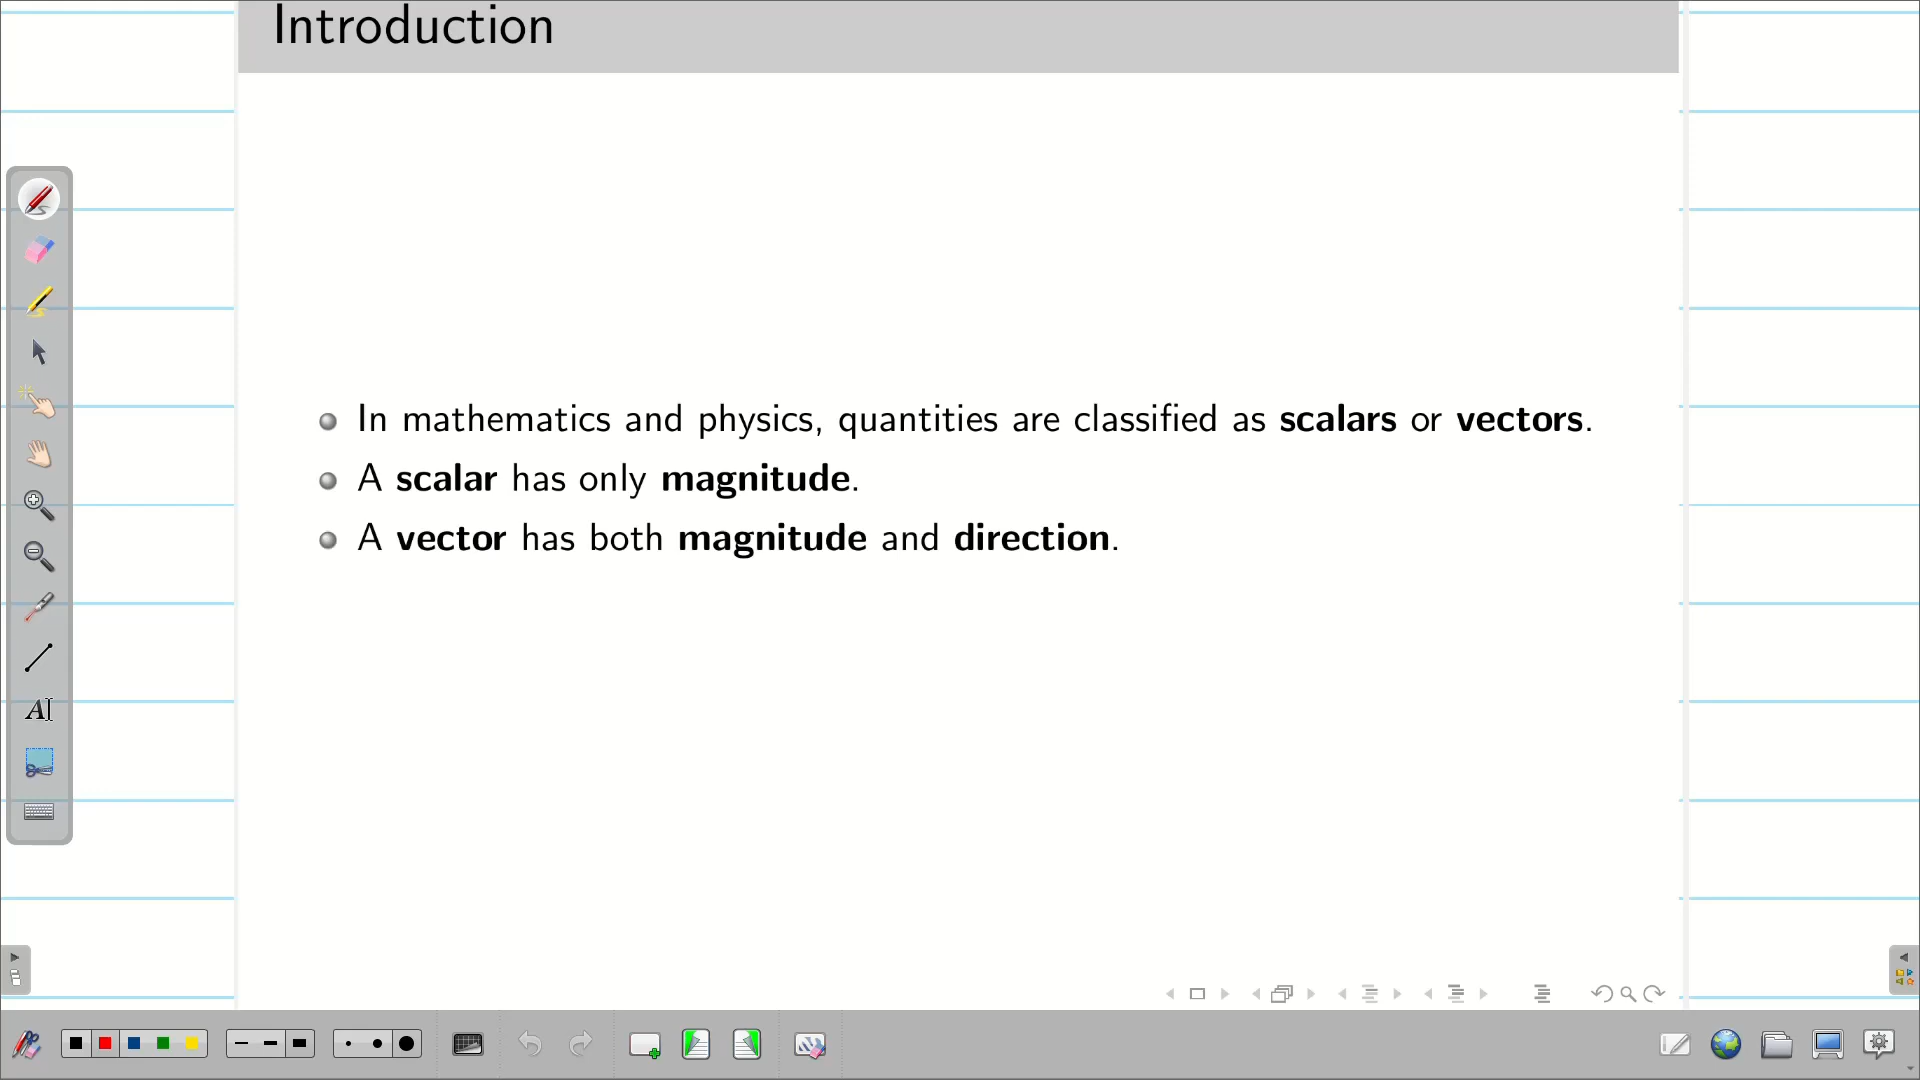 Introduction
In mathematics and physics, quantities are classified as scalars or vectors.
A scalar has only magnitude.
A vector has both magnitude and direction.